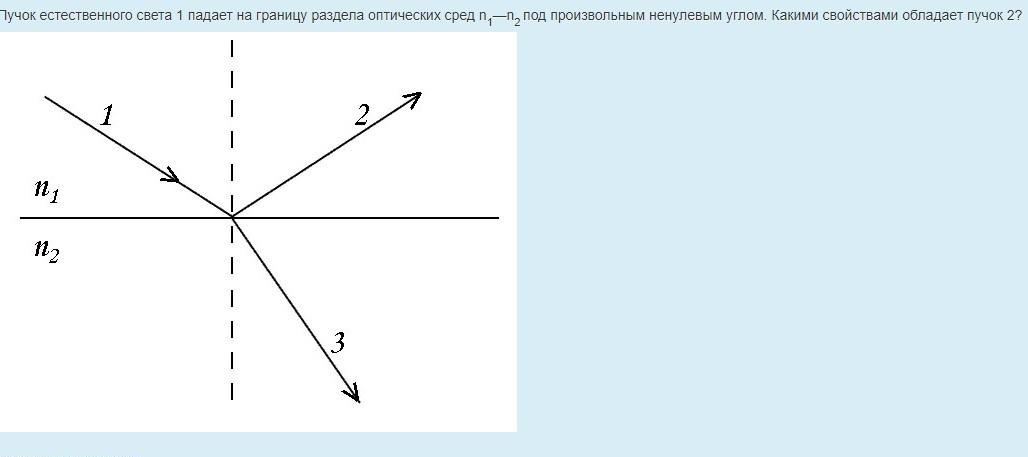 Пучок естественного света 1 падает на границу раздела оптических сред n1—n2 под произвольным ненулевым углом. Какими свойствами обладает пучок 2?
1
2
n1
n2
3